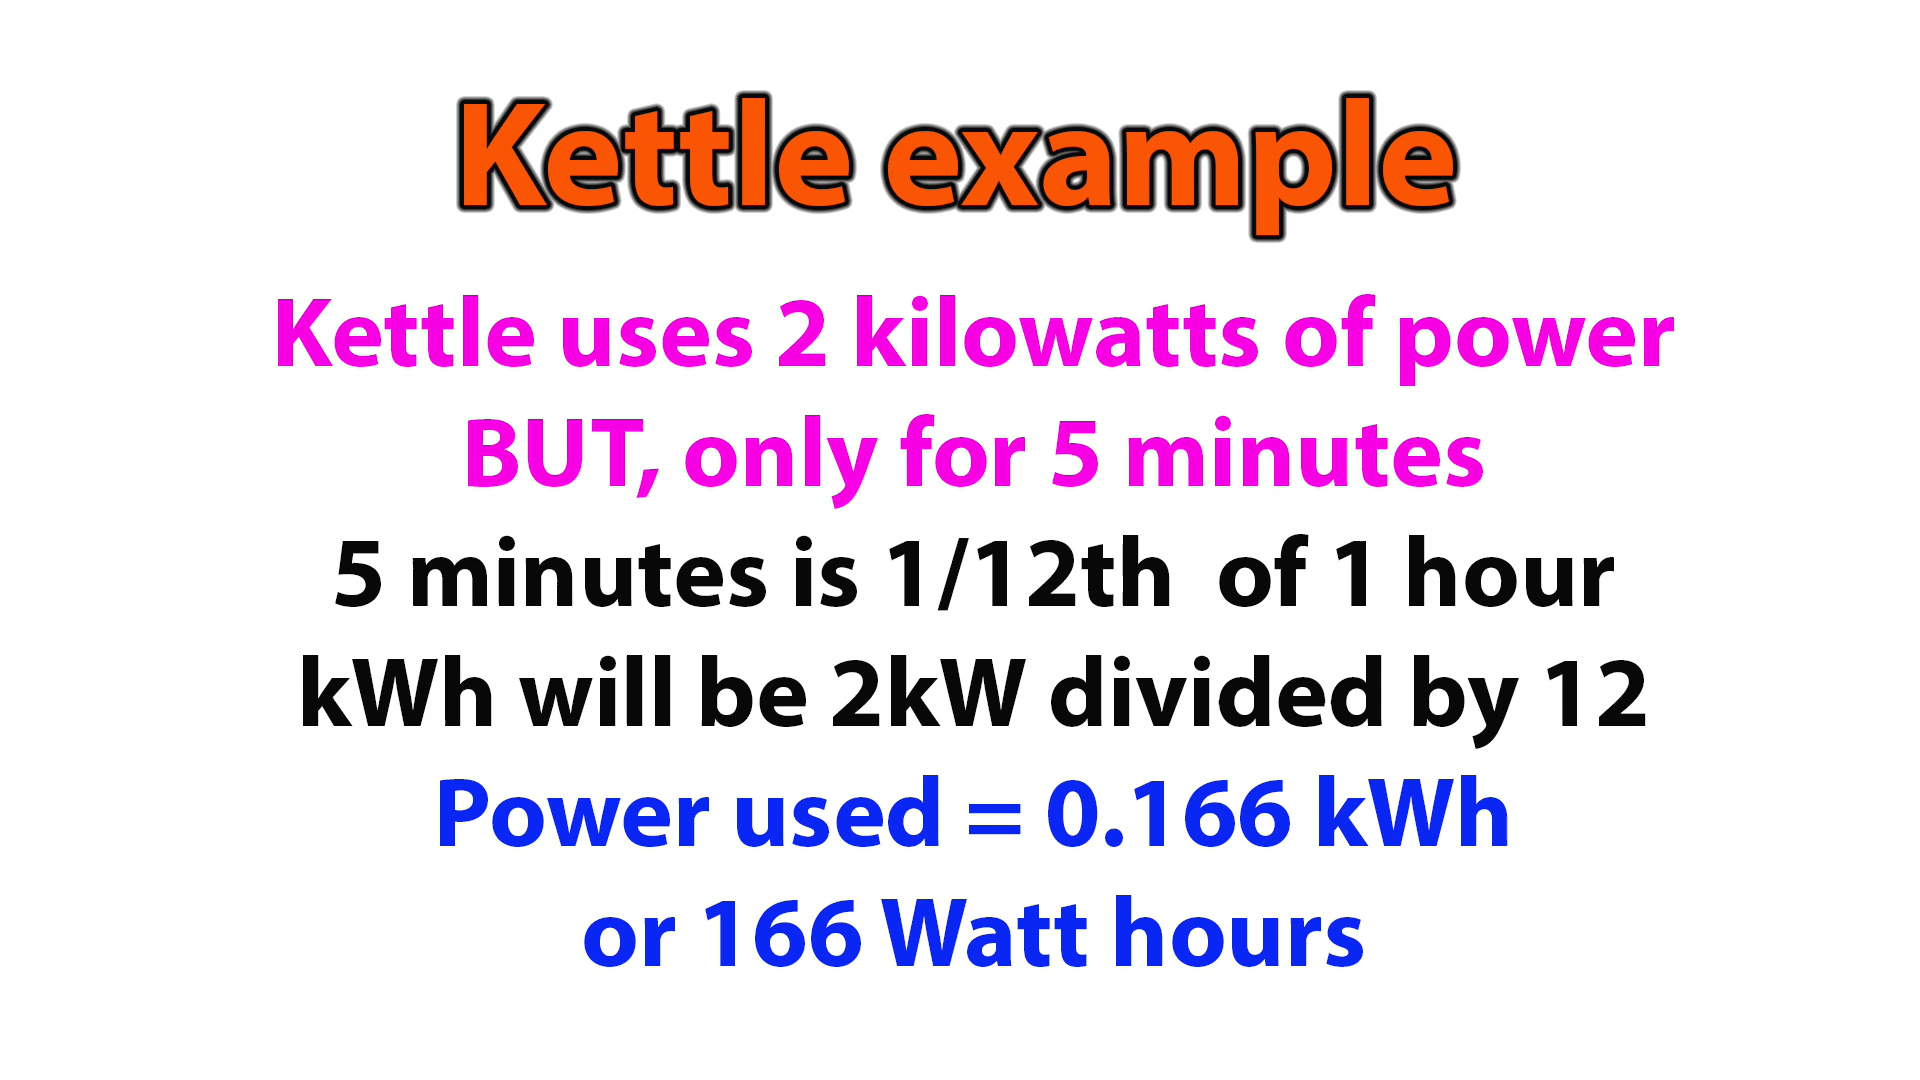 Kettle example
Kettle uses 2 kilowatts of power
BUT, only for 5 minutes
5 minutes is 1/12th  of 1 hour
kWh will be 2kW divided by 12
Power used = 0.166 kWh
or 166 Watt hours